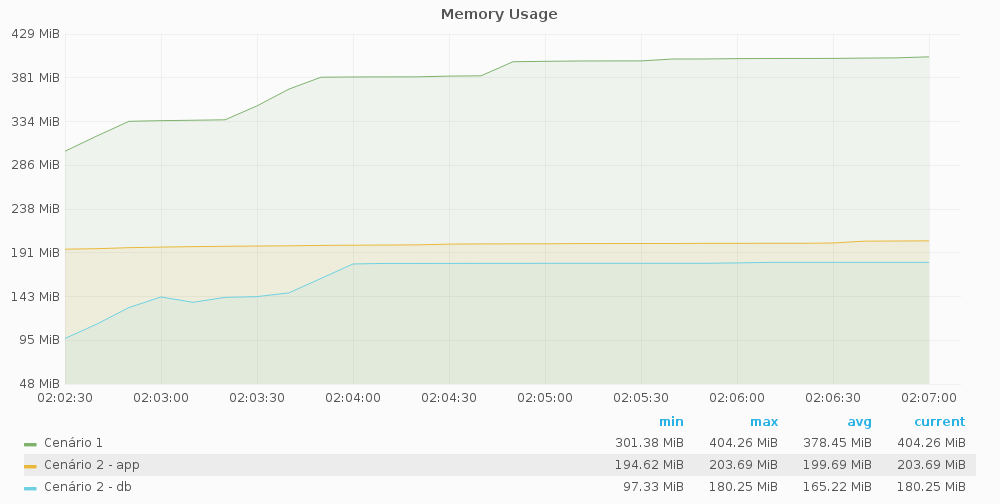 Memory Usage
429 MiB
381 MiB
334 MiB
286 MiB
238 MiB
191 MiB
143 MiB
95 MiB
48 MiB
02:02:30 02:03:00 02:03:30 02:04:00 02:04:30 02:05:00 02:05:30 02:06:00 02:06:30 02:07:00
min max avg current
Cenário 1 301.38 MiB 404.26 MiB 378.45 MiB 404.26 MiB
Cenário 2 - app 194.62 MiB 203.69 MiB 199.69 MiB 203.69 MiB
Cenário 2 - db 97.33 MiB 180.25 MiB 165.22 MiB 180.25 MiB